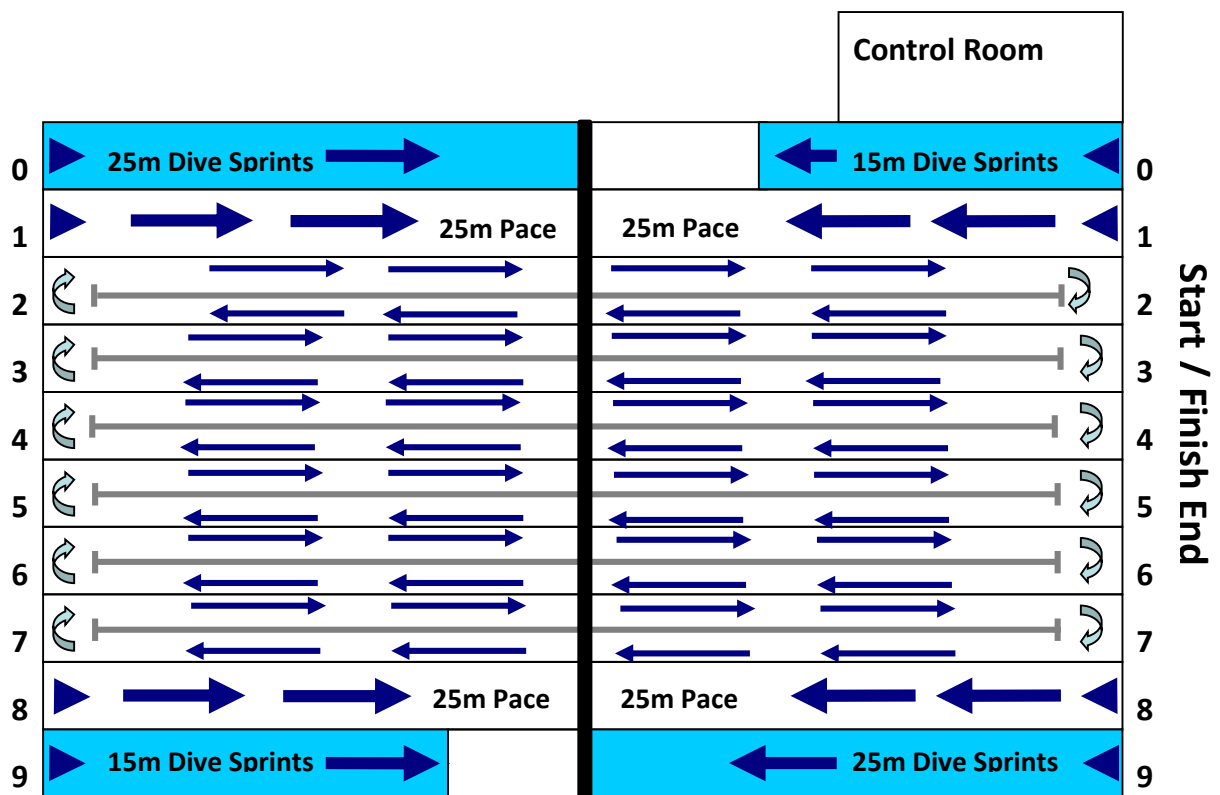 Control Room
0 25m Dive Sprints 15m Dive Sprints 0
1 25m Pace 25m Pace 1
2 2
3 3
4 4
5 5
6 6
7 7
8 25m Pace 25m Pace 8
9 15m Dive Sprints 25m Dive Sprints 9
Start / Finish End